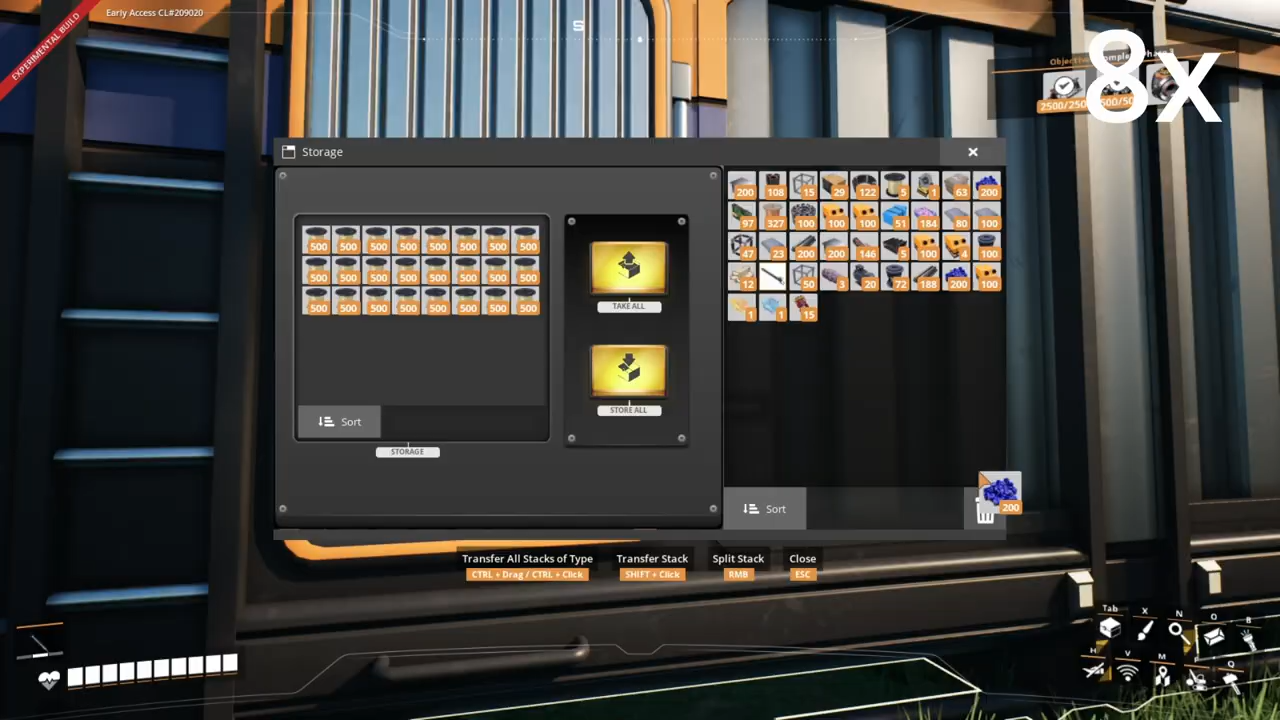 Early Access CL#209020
EXPERIMENTAL BUILD
S
8x
2500/250
500/50
Storage
200 108 15 29 122 5 1 63 200
97 327 100 100 100 51 184 80 100
47 23 200 200 146 5 100 4 100
12 50 3 20 72 188 200 100
1 1 15
500 500 500 500 500 500 500 500
500 500 500 500 500 500 500 500
500 500 500 500 500 500 500 500
TAKE ALL
STORE ALL
Sort
STORAGE
Sort
200
Transfer All Stacks of Type
CTRL + Drag / CTRL + Click
Transfer Stack
SHIFT + Click
Split Stack
RMB
Close
ESC
Tab X N O B
H V M Q